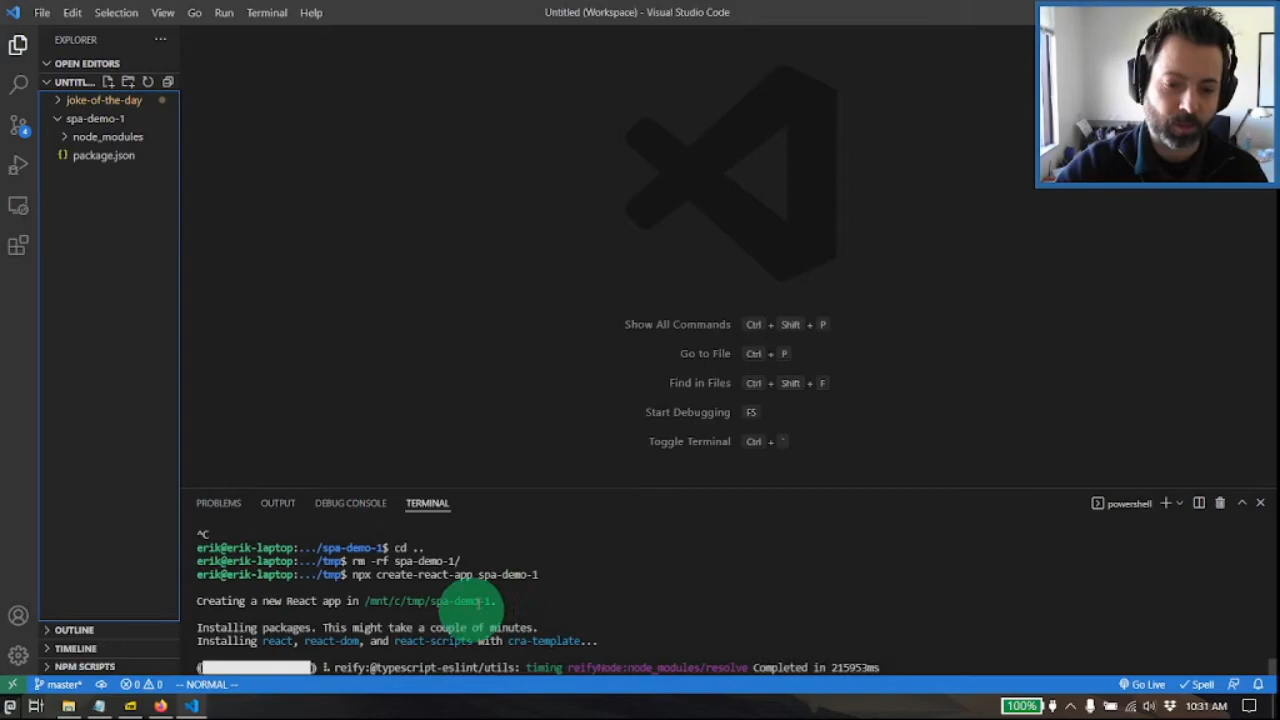 File Edit Selection View Go Run Terminal Help
Untitled (Workspace) - Visual Studio Code
EXPLORER
OPEN EDITORS
UNTITL...
joke-of-the-day
spa-demo-1
node_modules
{} package.json
4
Show All Commands Ctrl + Shift + P
Go to File Ctrl + P
Find in Files Ctrl + Shift + F
Start Debugging F5
Toggle Terminal Ctrl + `
PROBLEMS OUTPUT DEBUG CONSOLE TERMINAL
powershell
^C
erik@erik-laptop:.../spa-demo-1$ cd ..
erik@erik-laptop:.../tmp$ rm -rf spa-demo-1/
erik@erik-laptop:.../tmp$ npx create-react-app spa-demo-1
Creating a new React app in /mnt/c/tmp/spa-demo-1.
Installing packages. This might take a couple of minutes.
Installing react, react-dom, and react-scripts with cra-template...
reify:@typescript-eslint/utils: timing reifyNode:node_modules/resolve Completed in 215953ms
OUTLINE
TIMELINE
NPM SCRIPTS
master* 0 0 -- NORMAL --
Go Live Spell
100% 10:31 AM